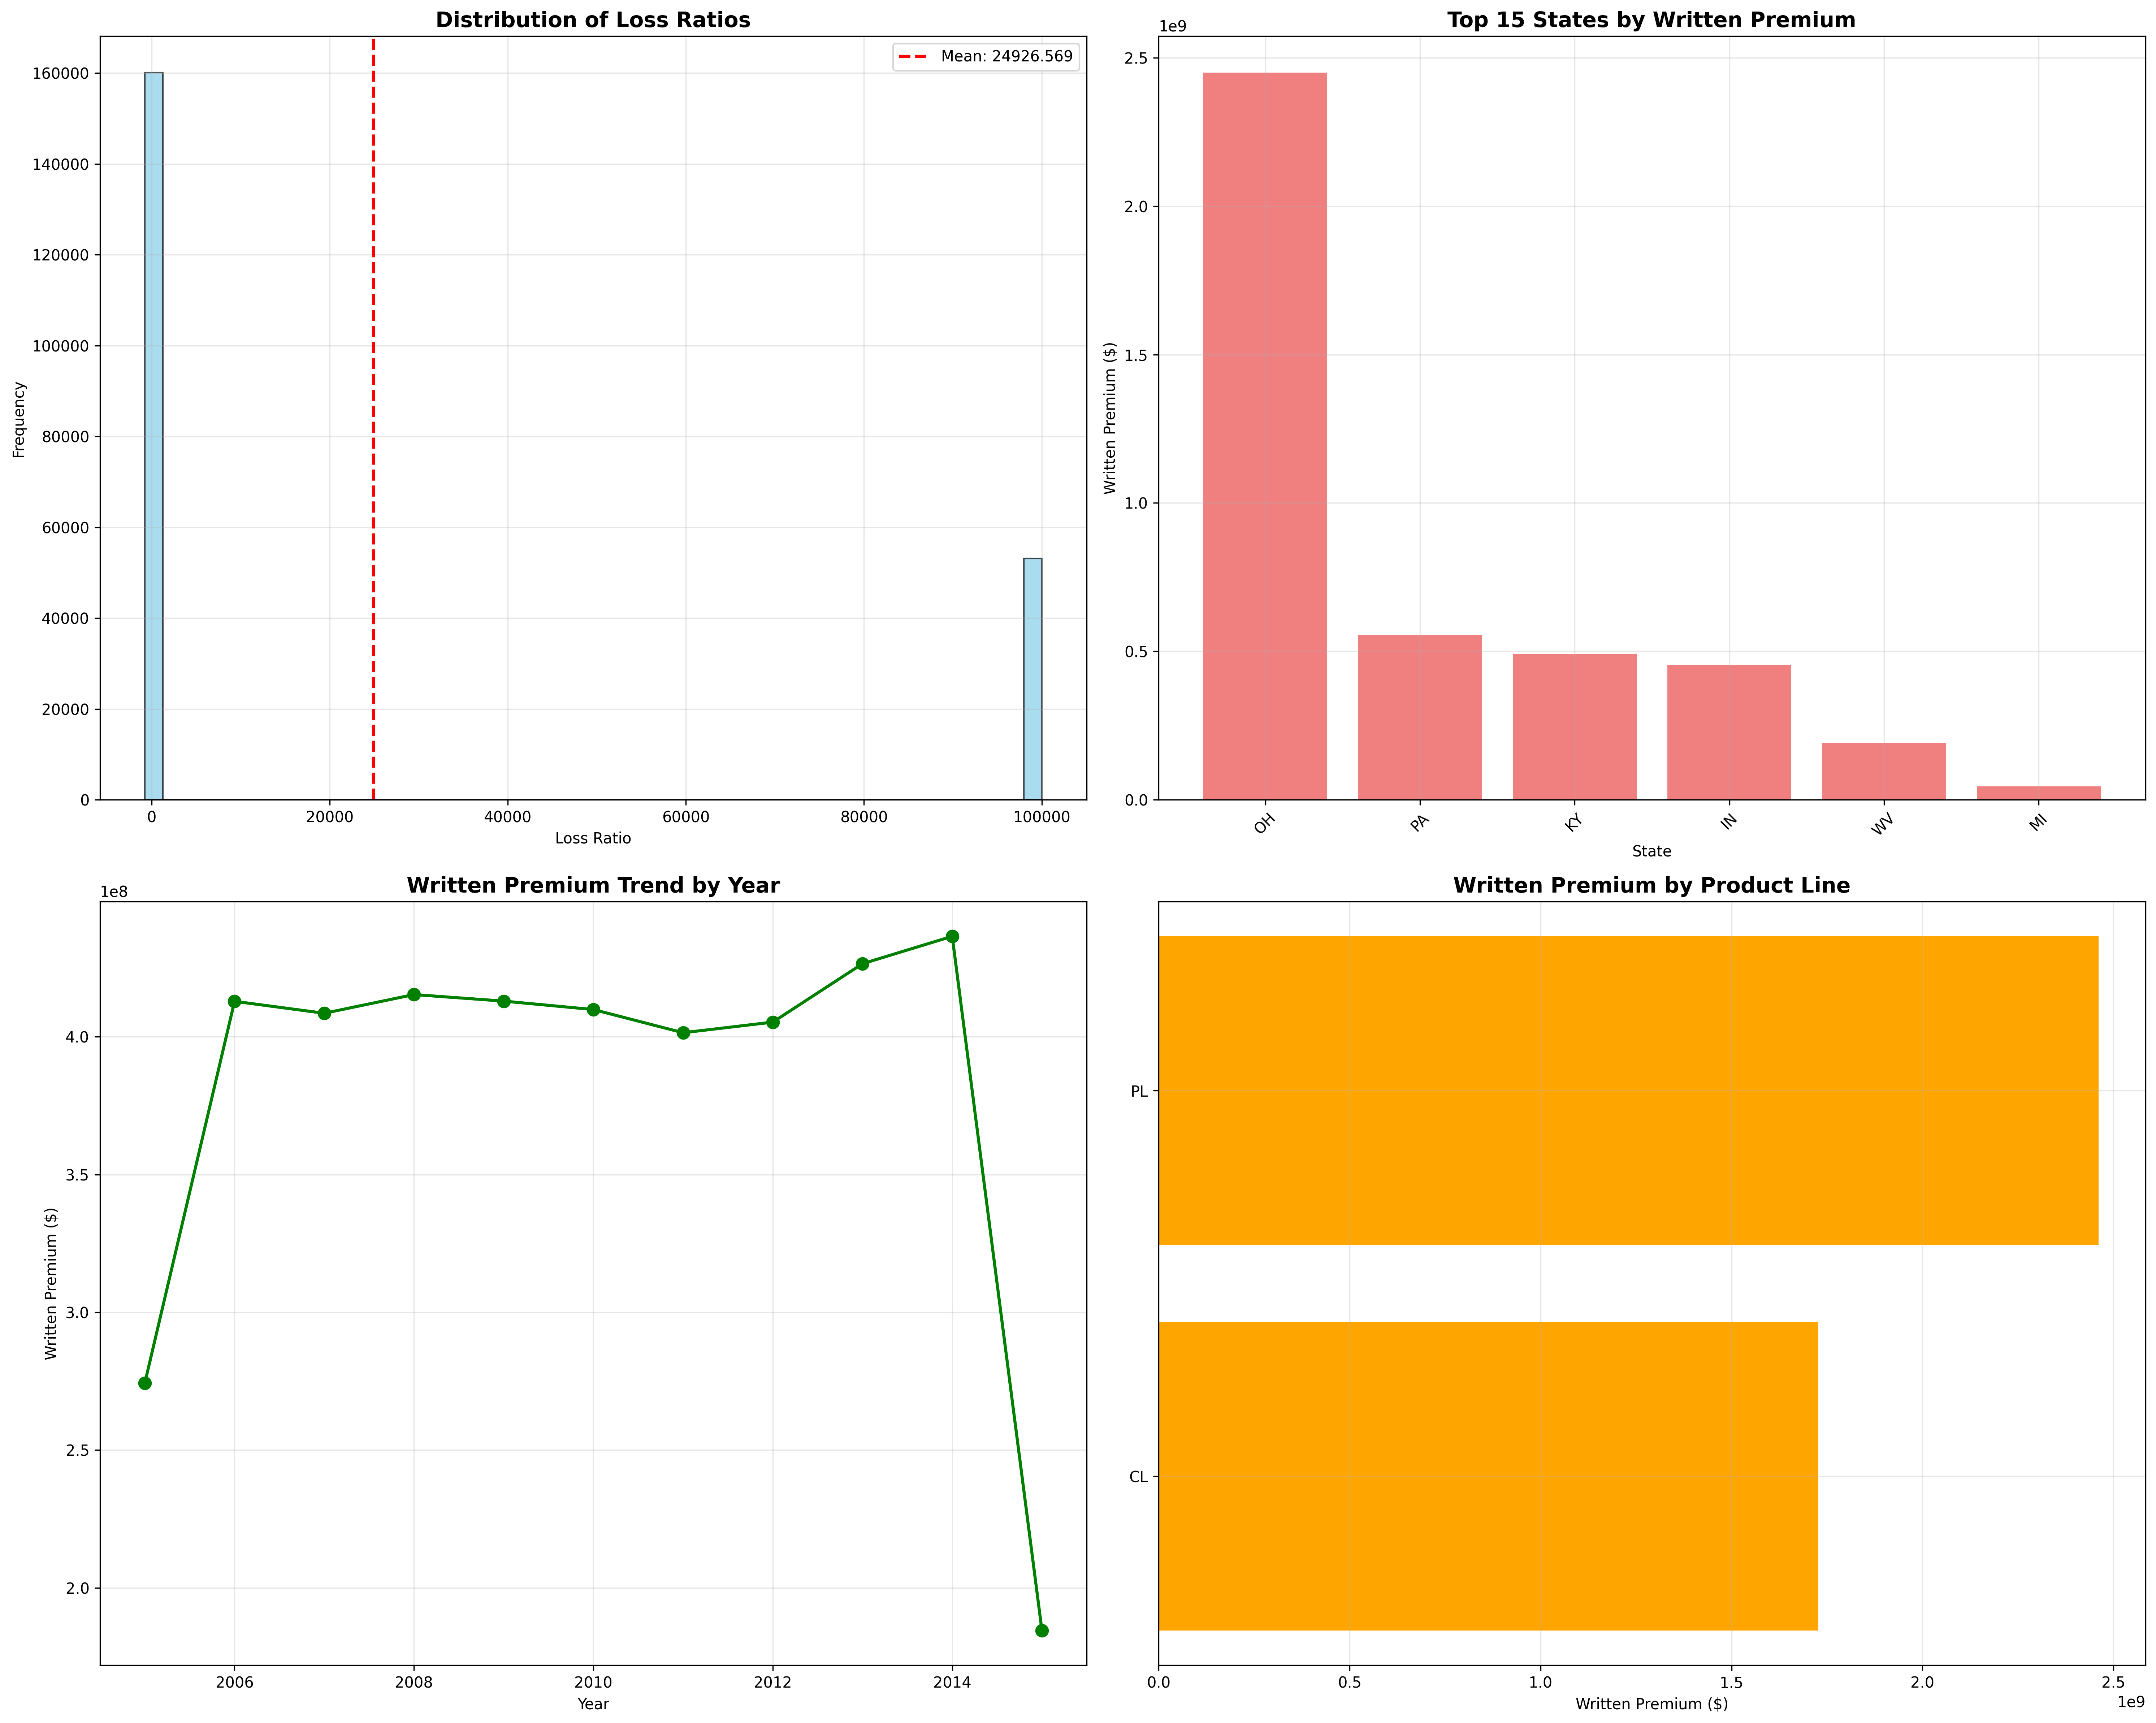 Distribution of Loss Ratios
Mean: 24926.569
160000
140000
120000
100000
80000
60000
40000
20000
0
Frequency
0 20000 40000 60000 80000 100000
Loss Ratio
Top 15 States by Written Premium
1e9
2.5
2.0
1.5
1.0
0.5
0.0
Written Premium ($)
OH PA KY IN WV MI
State
Written Premium Trend by Year
1e8
4.0
3.5
3.0
2.5
2.0
Written Premium ($)
2006 2008 2010 2012 2014
Year
Written Premium by Product Line
PL
CL
0.0 0.5 1.0 1.5 2.0 2.5
1e9
Written Premium ($)